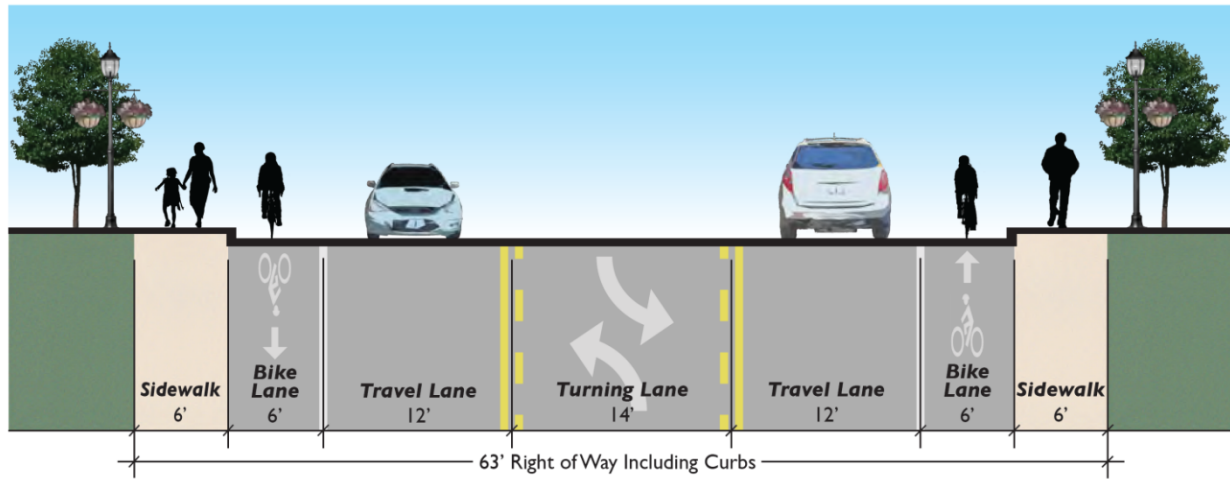 Sidewalk
6'
Bike
Lane
6'
Travel Lane
12'
Turning Lane
14'
Travel Lane
12'
Bike
Lane
6'
Sidewalk
6'
63' Right of Way Including Curbs